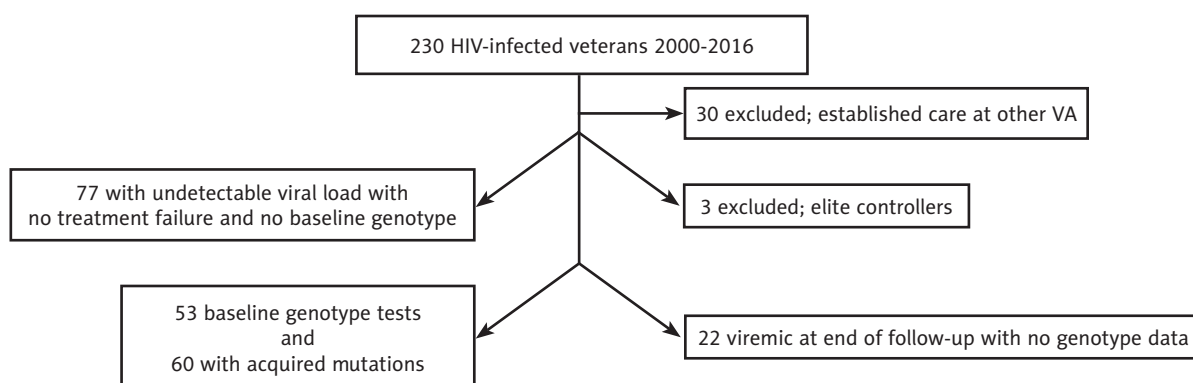 230 HIV-infected veterans 2000-2016
30 excluded; established care at other VA
77 with undetectable viral load with
no treatment failure and no baseline genotype
3 excluded; elite controllers
53 baseline genotype tests
and
60 with acquired mutations
22 viremic at end of follow-up with no genotype data